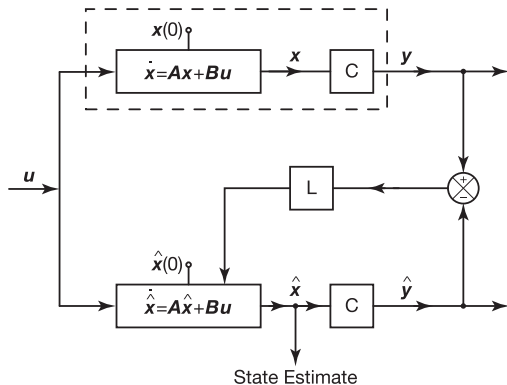 x(0)
x
y
ẋ=Ax+Bu
C
u
L
+
−
x̂(0)
x̂
ŷ
x̂̇=Ax̂+Bu
C
State Estimate